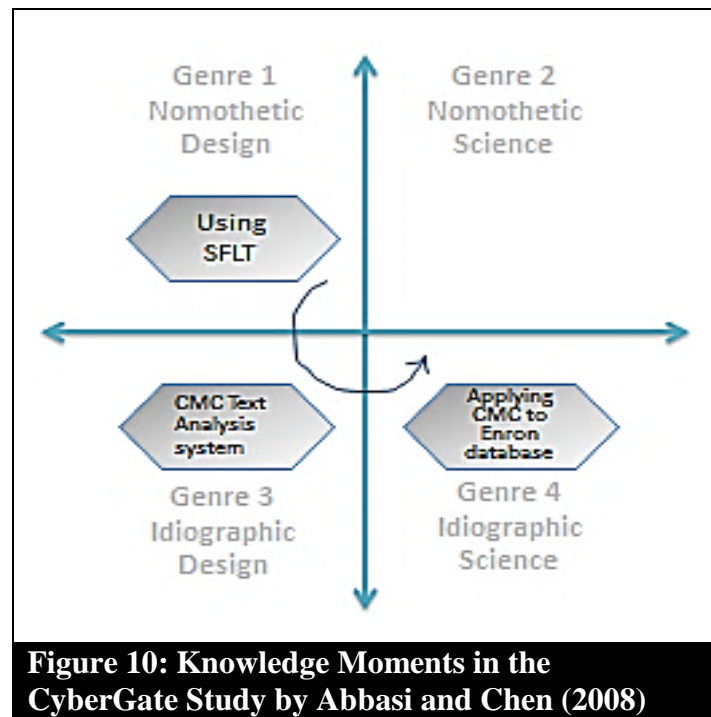 Genre 1
Nomothetic
Design
Genre 2
Nomothetic
Science
Using
SFLT
CMC Text
Analysis
system
Applying
CMC to
Enron
database
Genre 3
Idiographic
Design
Genre 4
Idiographic
Science
Figure 10: Knowledge Moments in the
CyberGate Study by Abbasi and Chen (2008)